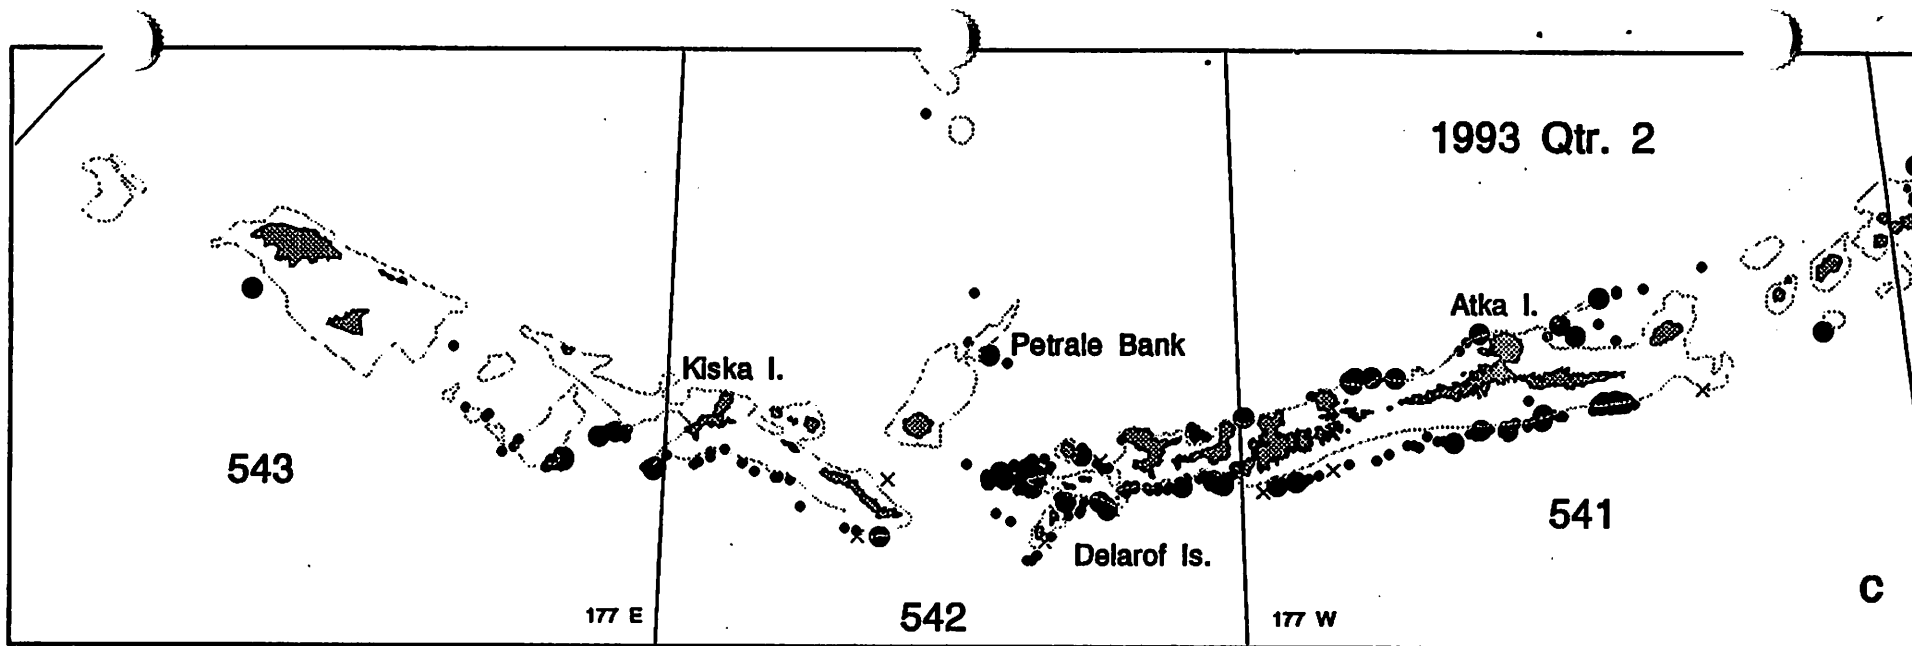 1993 Qtr. 2
Atka I.
Petrale Bank
Kiska I.
543
541
Delarof Is.
C
177 E
542
177 W